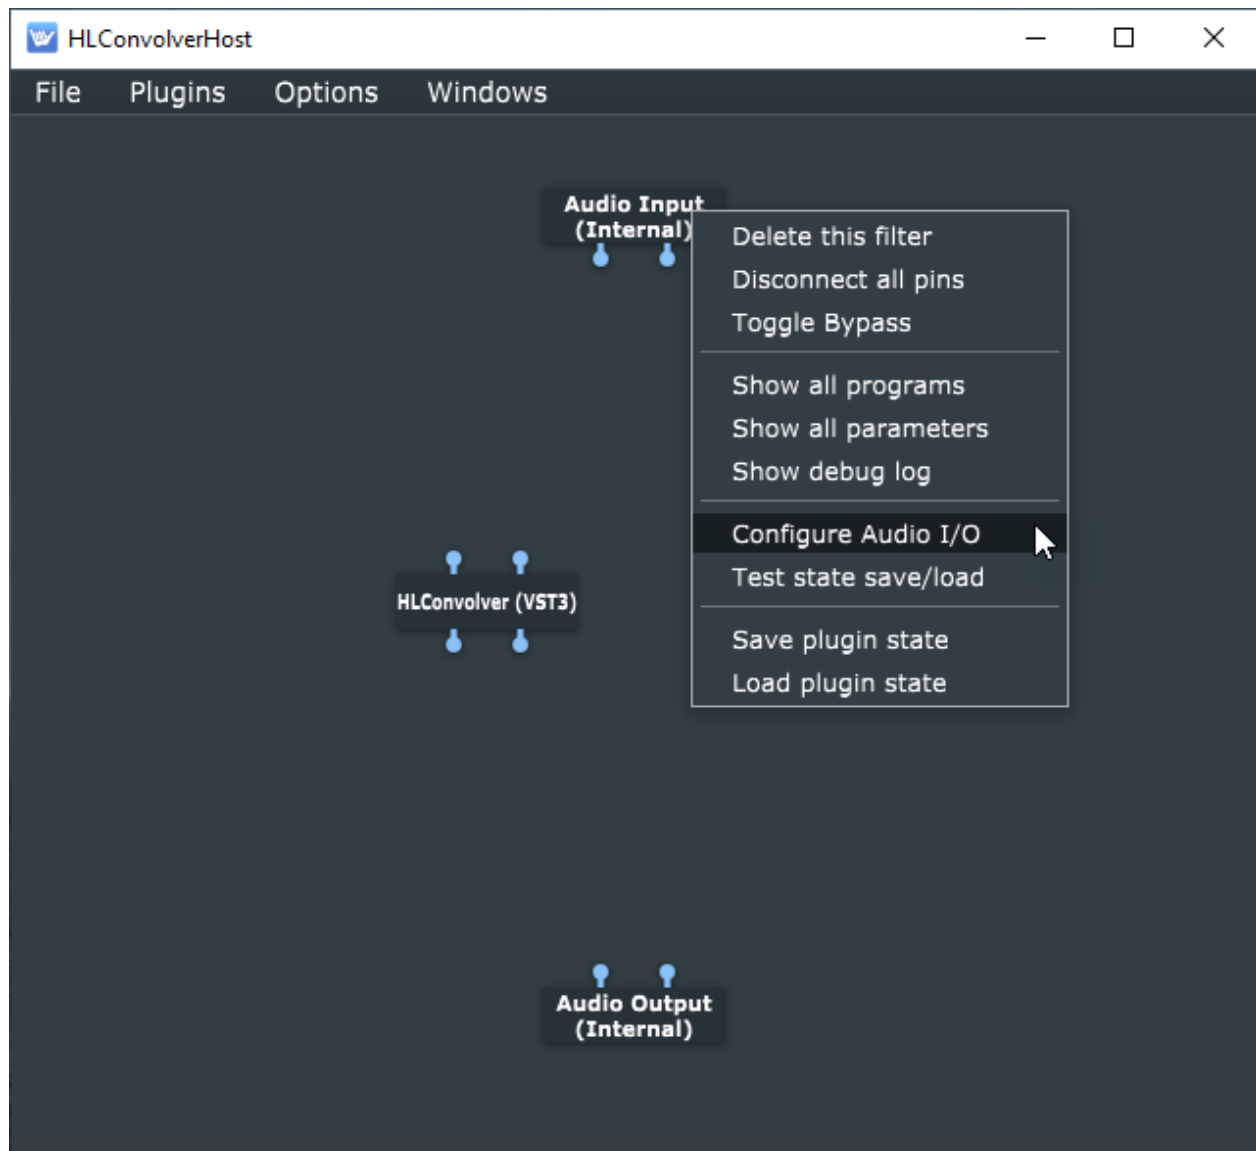 HLConvolverHost
File Plugins Options Windows
Audio Input
(Internal)
Delete this filter
Disconnect all pins
Toggle Bypass
Show all programs
Show all parameters
Show debug log
Configure Audio I/O
Test state save/load
Save plugin state
Load plugin state
HLConvolver (VST3)
Audio Output
(Internal)